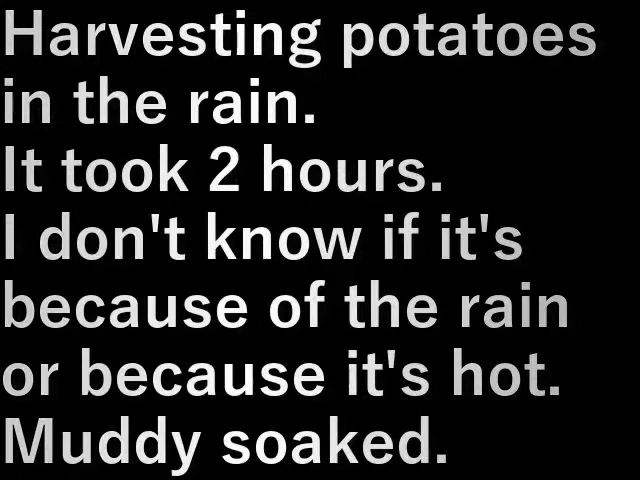 Harvesting potatoes
in the rain.
It took 2 hours.
I don't know if it's
because of the rain
or because it's hot.
Muddy soaked.